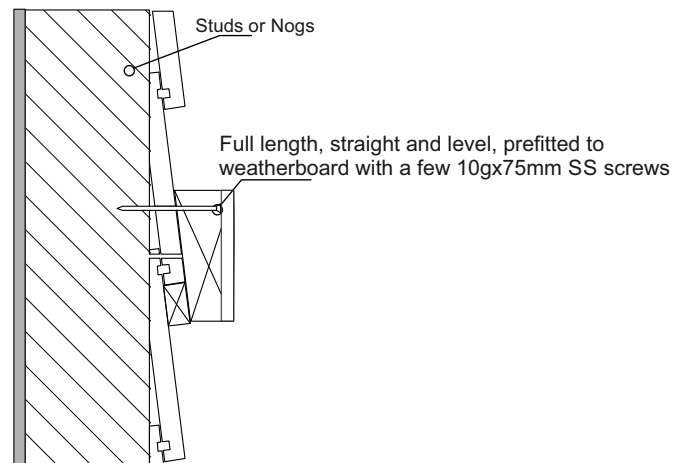 Studs or Nogs
Full length, straight and level, prefitted to
weatherboard with a few 10gx75mm SS screws